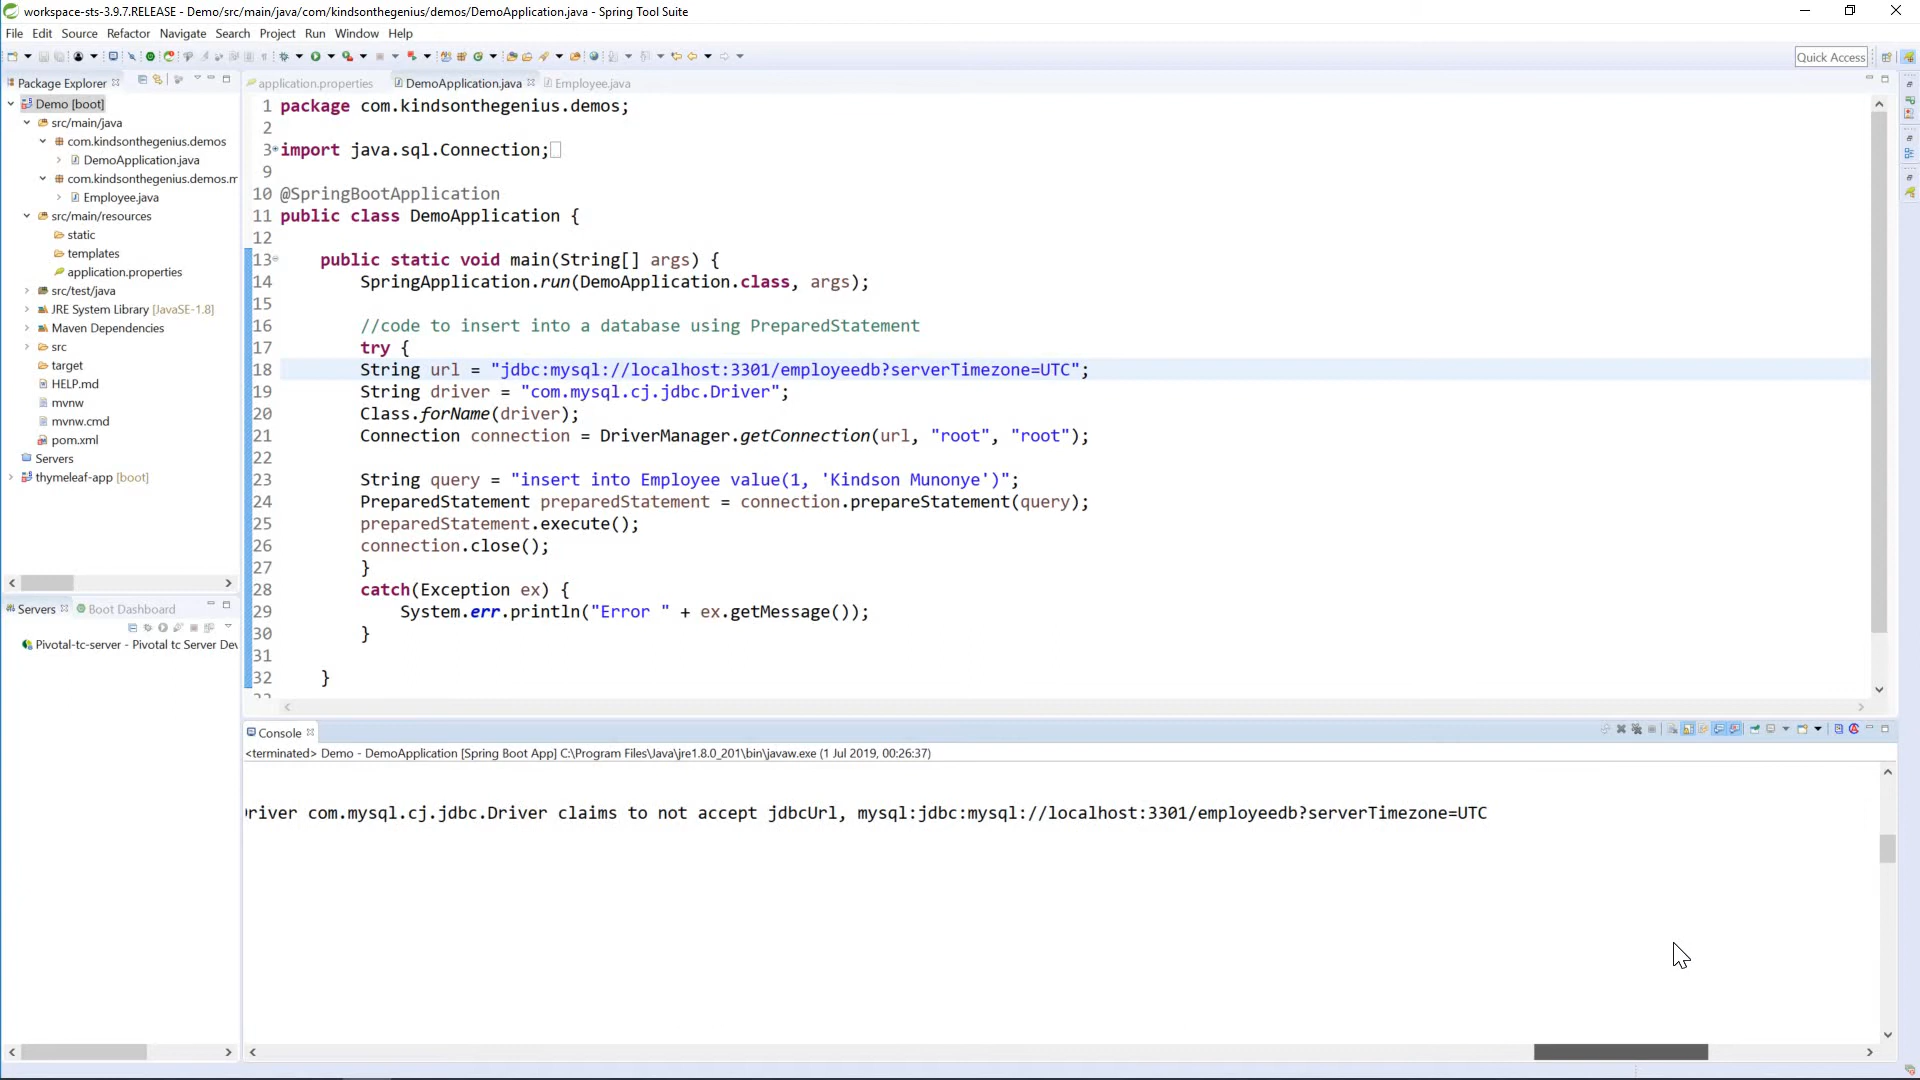 workspace-sts-3.9.7.RELEASE - Demo/src/main/java/com/kindsonthegenius/demos/DemoApplication.java - Spring Tool Suite
File Edit Source Refactor Navigate Search Project Run Window Help
Quick Access
Package Explorer
Demo [boot]
src/main/java
com.kindsonthegenius.demos
DemoApplication.java
com.kindsonthegenius.demos.m
Employee.java
src/main/resources
static
templates
application.properties
src/test/java
JRE System Library [JavaSE-1.8]
Maven Dependencies
src
target
HELP.md
mvnw
mvnw.cmd
pom.xml
Servers
thymeleaf-app [boot]
Servers Boot Dashboard
Pivotal-tc-server - Pivotal tc Server Dev
application.properties DemoApplication.java Employee.java
1 package com.kindsonthegenius.demos;
2
3 import java.sql.Connection;
9
10 @SpringBootApplication
11 public class DemoApplication {
12
13 public static void main(String[] args) {
14 SpringApplication.run(DemoApplication.class, args);
15
16 //code to insert into a database using PreparedStatement
17 try {
18 String url = "jdbc:mysql://localhost:3301/employeedb?serverTimezone=UTC";
19 String driver = "com.mysql.cj.jdbc.Driver";
20 Class.forName(driver);
21 Connection connection = DriverManager.getConnection(url, "root", "root");
22
23 String query = "insert into Employee value(1, 'Kindson Munonye')";
24 PreparedStatement preparedStatement = connection.prepareStatement(query);
25 preparedStatement.execute();
26 connection.close();
27 }
28 catch(Exception ex) {
29 System.err.println("Error " + ex.getMessage());
30 }
31
32 }
Console
<terminated> Demo - DemoApplication [Spring Boot App] C:\Program Files\Java\jre1.8.0_201\bin\javaw.exe (1 Jul 2019, 00:26:37)
river com.mysql.cj.jdbc.Driver claims to not accept jdbcUrl, mysql:jdbc:mysql://localhost:3301/employeedb?serverTimezone=UTC